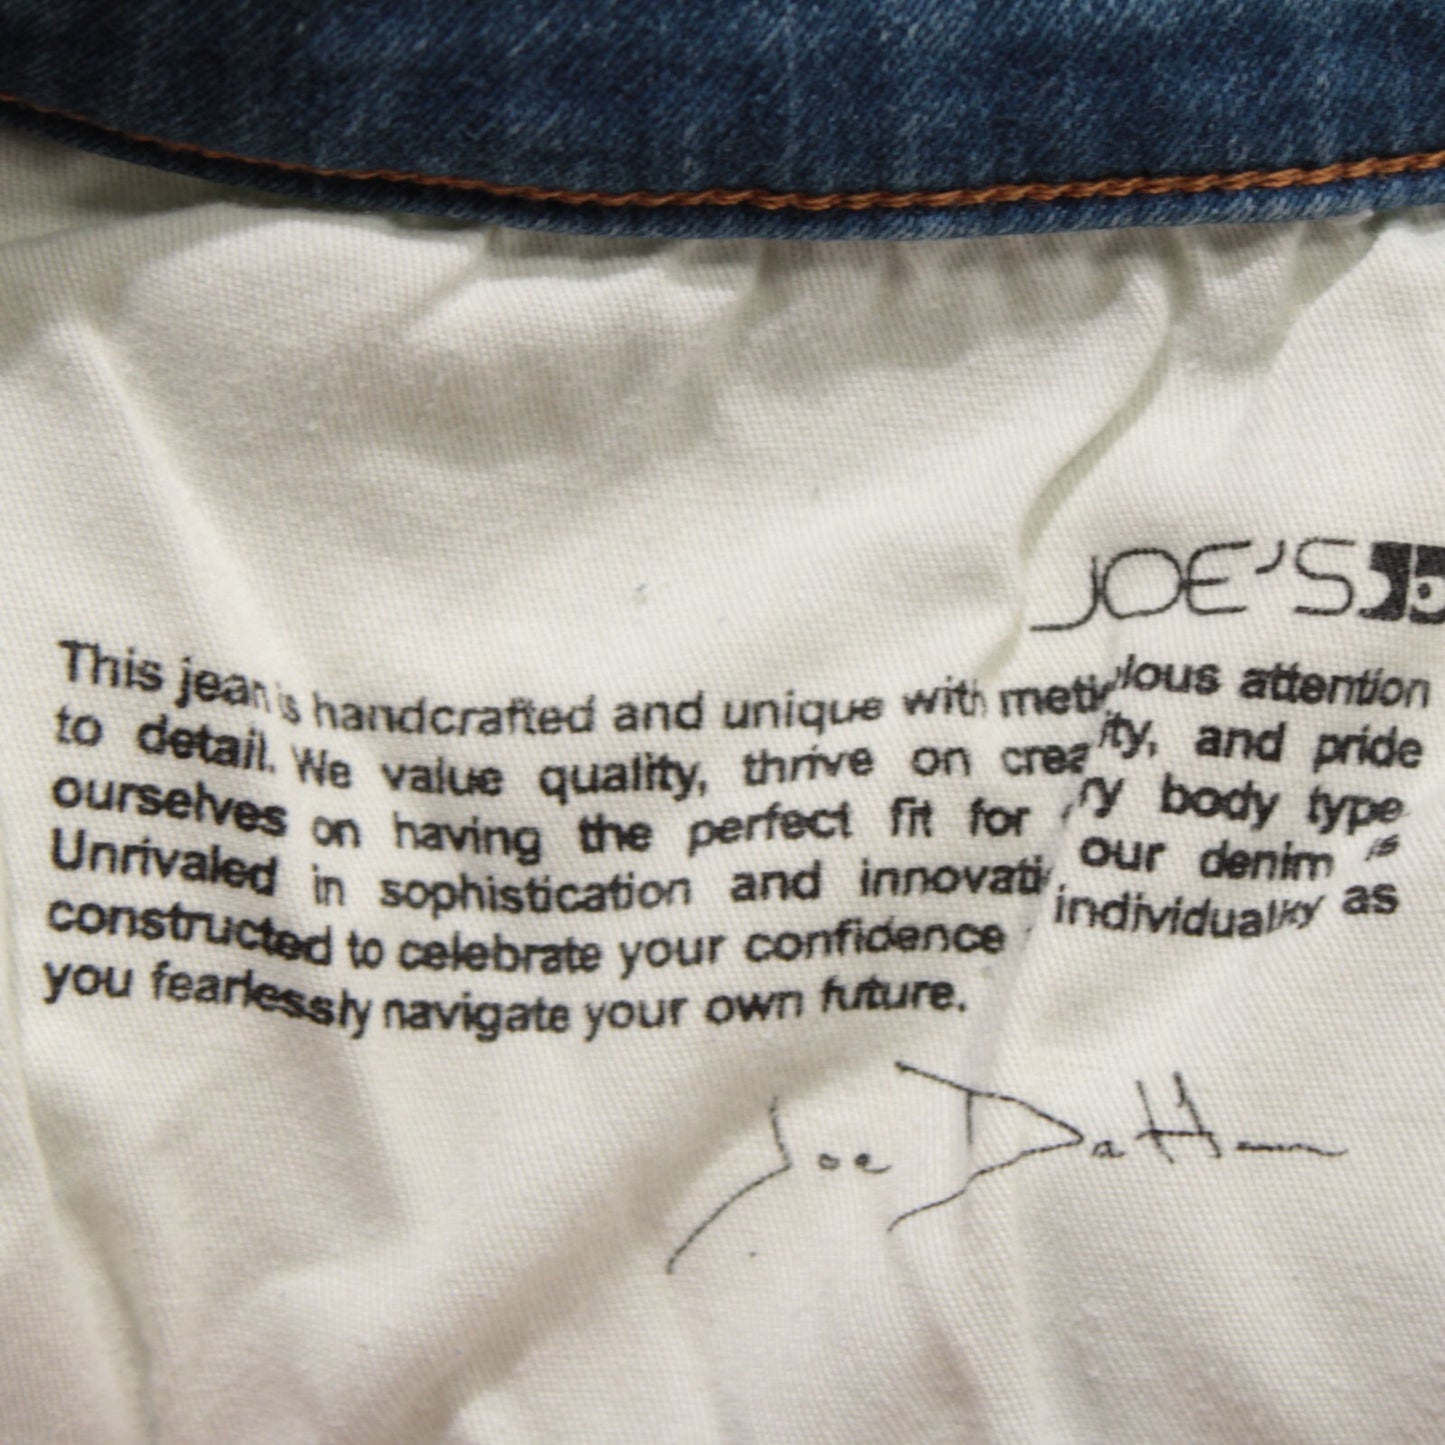 JOE'S
This jean is handcrafted and unique with attention
to detail. We value quality, thrive on and pride
ourselves on having the perfect fit for body type
Unrivaled in sophistication and our denim is
constructed to celebrate your confidence individuality as
you fearlessly navigate your own future.
Joe Dahan